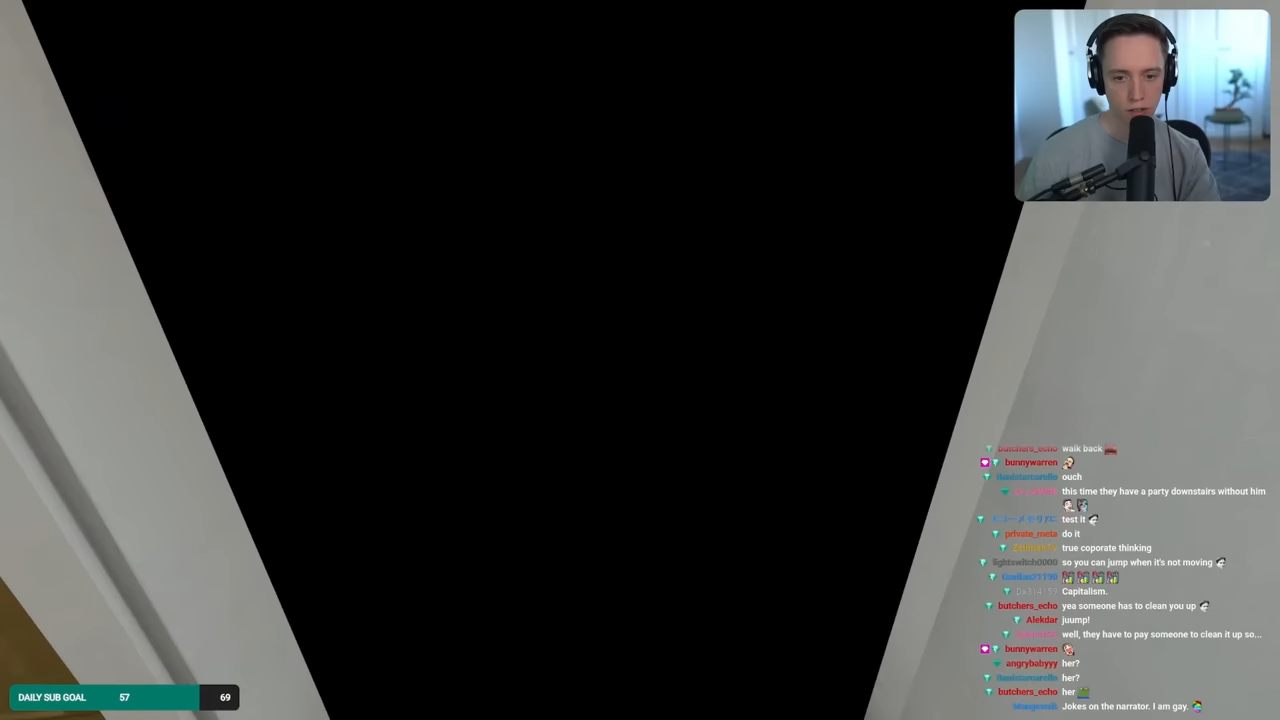 butchers_echo walk back
bunnywarren
ouch
this time they have a party downstairs without him
test it
private_meta do it
true coporate thinking
lightswitch0000 so you can jump when it's not moving
Capitalism.
butchers_echo yea someone has to clean you up
Alekdar juump!
well, they have to pay someone to clean it up so...
bunnywarren
angrybabyyy her?
her?
butchers_echo her
Jokes on the narrator. I am gay.
DAILY SUB GOAL 57 69